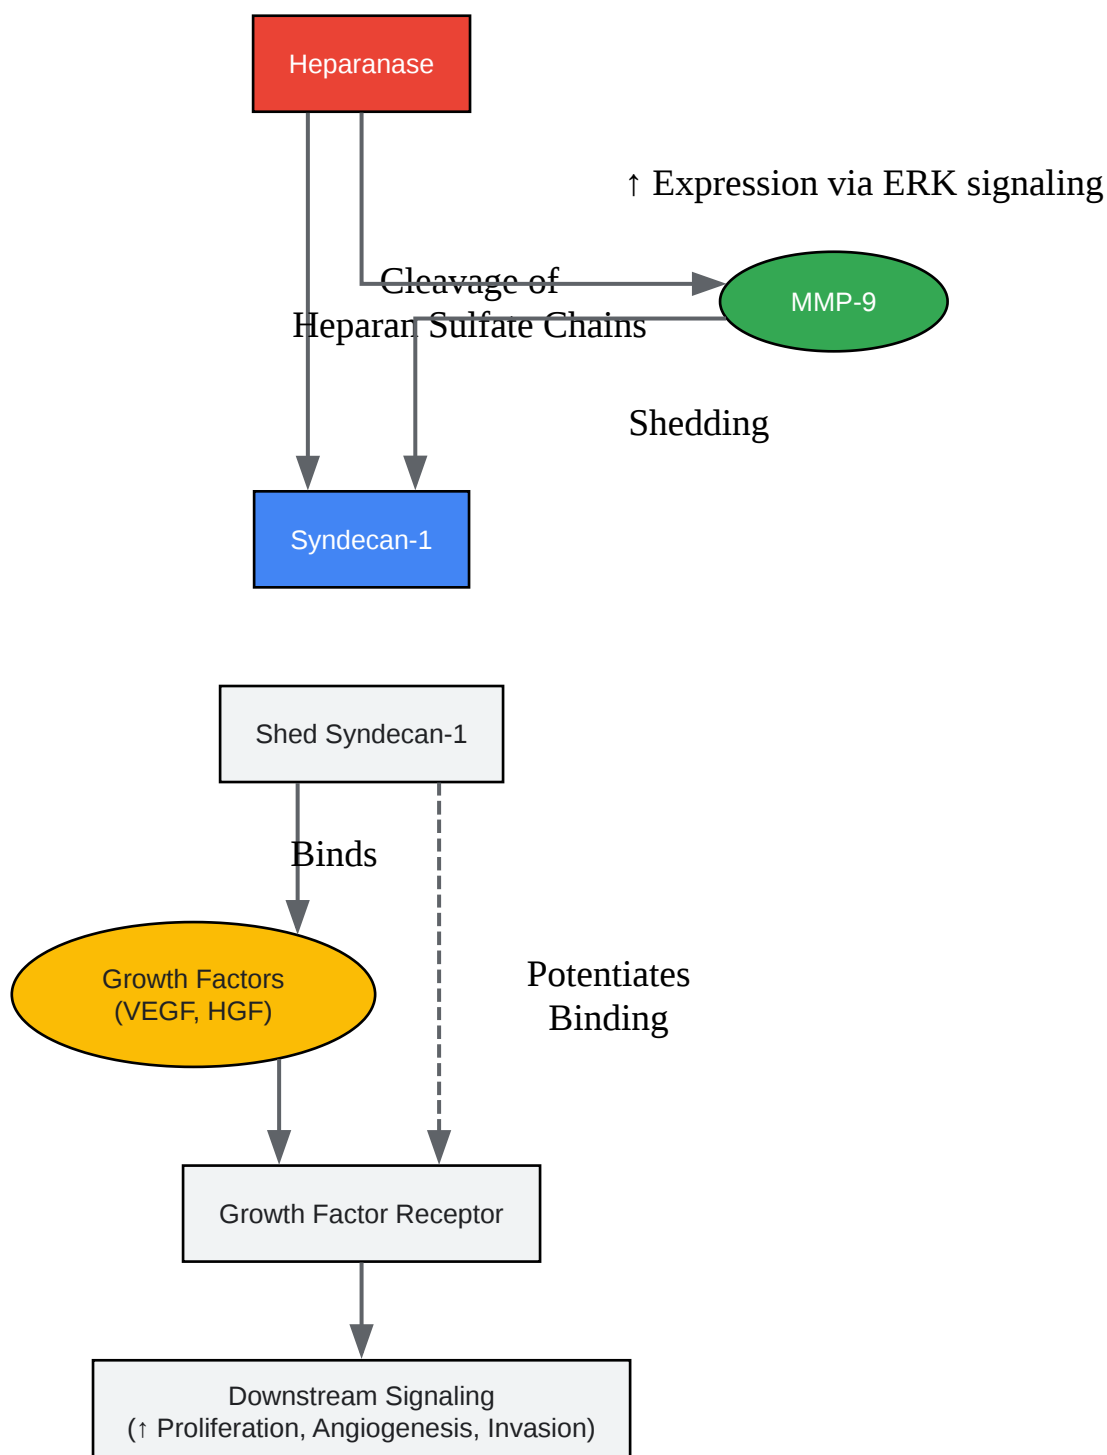 Heparanase
↑ Expression via ERK signaling
Cleavage of
Heparan Sulfate Chains
MMP-9
Shedding
Syndecan-1
Shed Syndecan-1
Binds
Growth Factors
(VEGF, HGF)
Potentiates
Binding
Growth Factor Receptor
Downstream Signaling
(↑ Proliferation, Angiogenesis, Invasion)